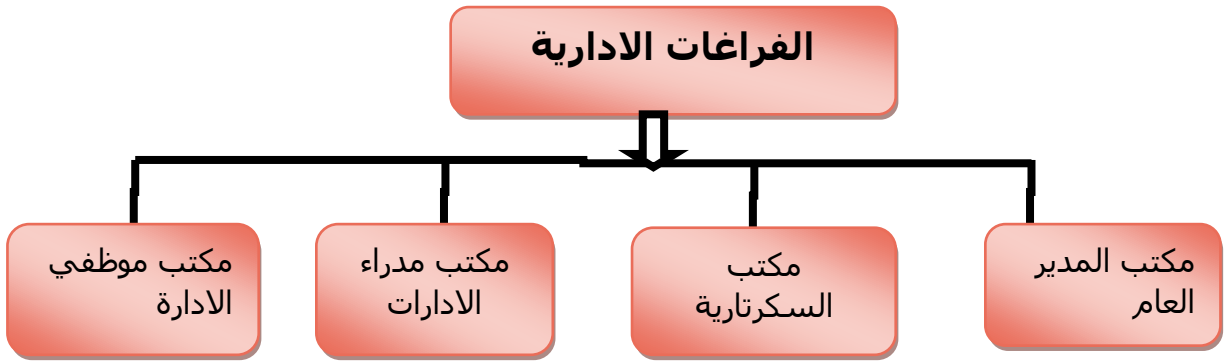 الفراغات الادارية
مكتب المدير
العام
مكتب
السكرتارية
مكتب مدراء
الادارات
مكتب موظفي
الادارة